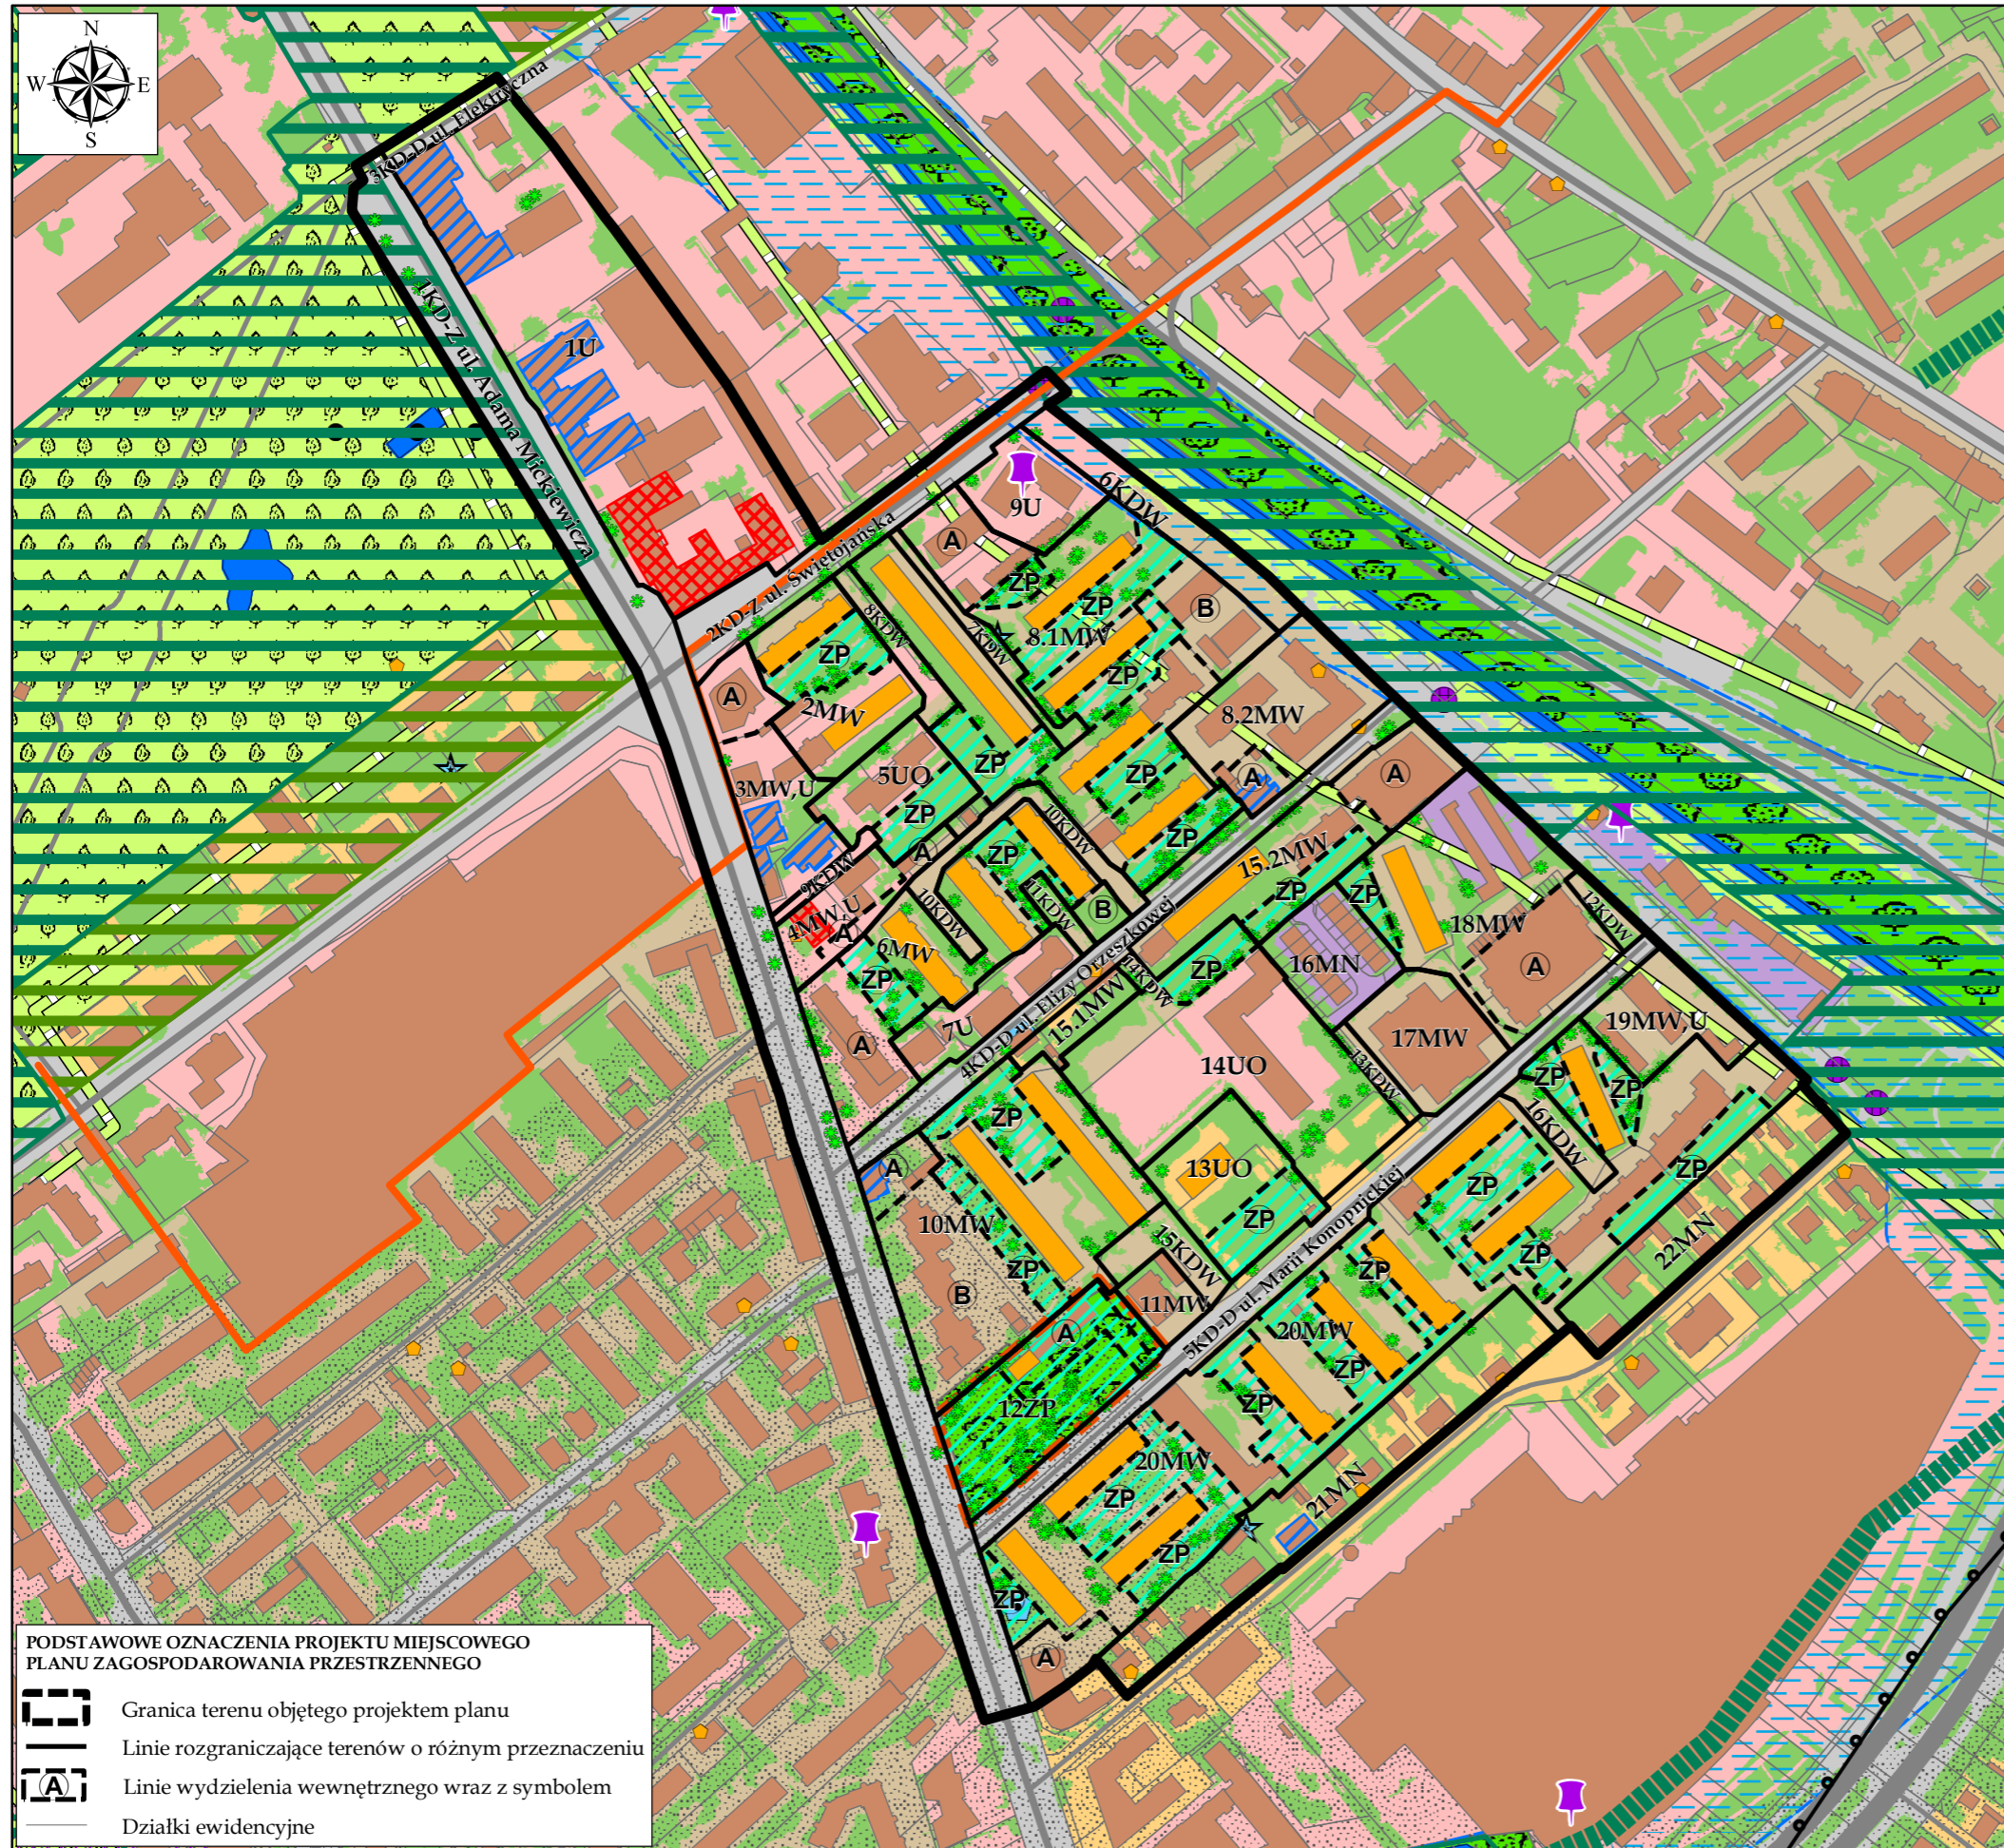 N
W
E
S
3KD-D ul. Elektryczna
1KD-Z ul. Adama Mickiewicza
1U
6KDW
9U
A
2KD-Z ul. Świętojańska
ZP
ZP
B
8KDW
7KDW
8.1MW
ZP
ZP
A
2MW
8.2MW
ZP
5UO
ZP
A
A
3MW,U
ZP
10KDW
ZP
15.2MW
A
ZP
9KDW
ZP
ZP
11KDW
B
4MW,U
A
10KDW
12KDW
18MW
6MW
16MN
A
ZP
14KDW
ZP
15.1MW
7U
17MW
19MW,U
A
4KD-D ul. Elizy Orzeszkowej
14UO
13KDW
ZP
ZP
ZP
16KDW
A
13UO
ZP
ZP
10MW
ZP
22MN
15KDW
ZP
ZP
ZP
B
11MW
5KD-D ul. Marii Konopnickiej
A
20MW
ZP
12ZP
ZP
20MW
ZP
21MN
ZP
ZP
A
PODSTAWOWE OZNACZENIA PROJEKTU MIEJSCOWEGO
PLANU ZAGOSPODAROWANIA PRZESTRZENNEGO
Granica terenu objętego projektem planu
Linie rozgraniczające terenów o różnym przeznaczeniu
A
Linie wydzielenia wewnętrznego wraz z symbolem
Działki ewidencyjne